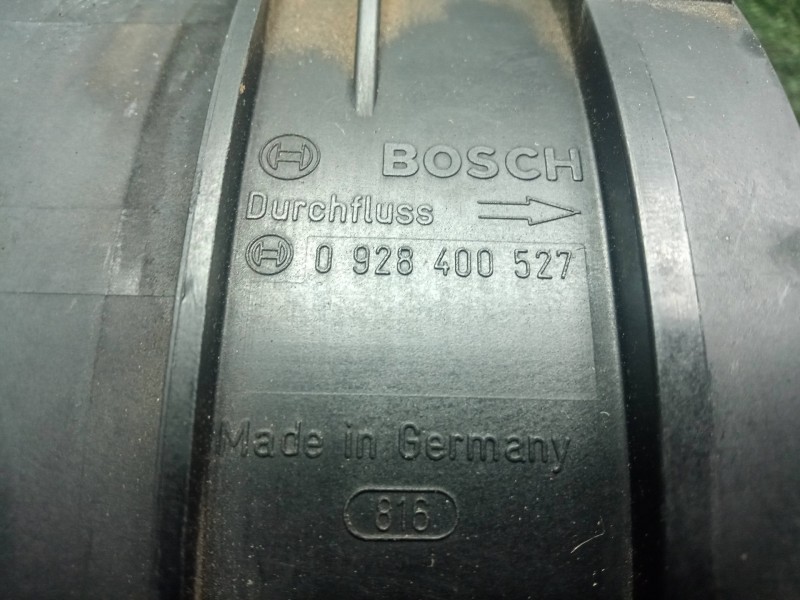 BOSCH
Durchfluss
0 928 400 527
Made in Germany
816